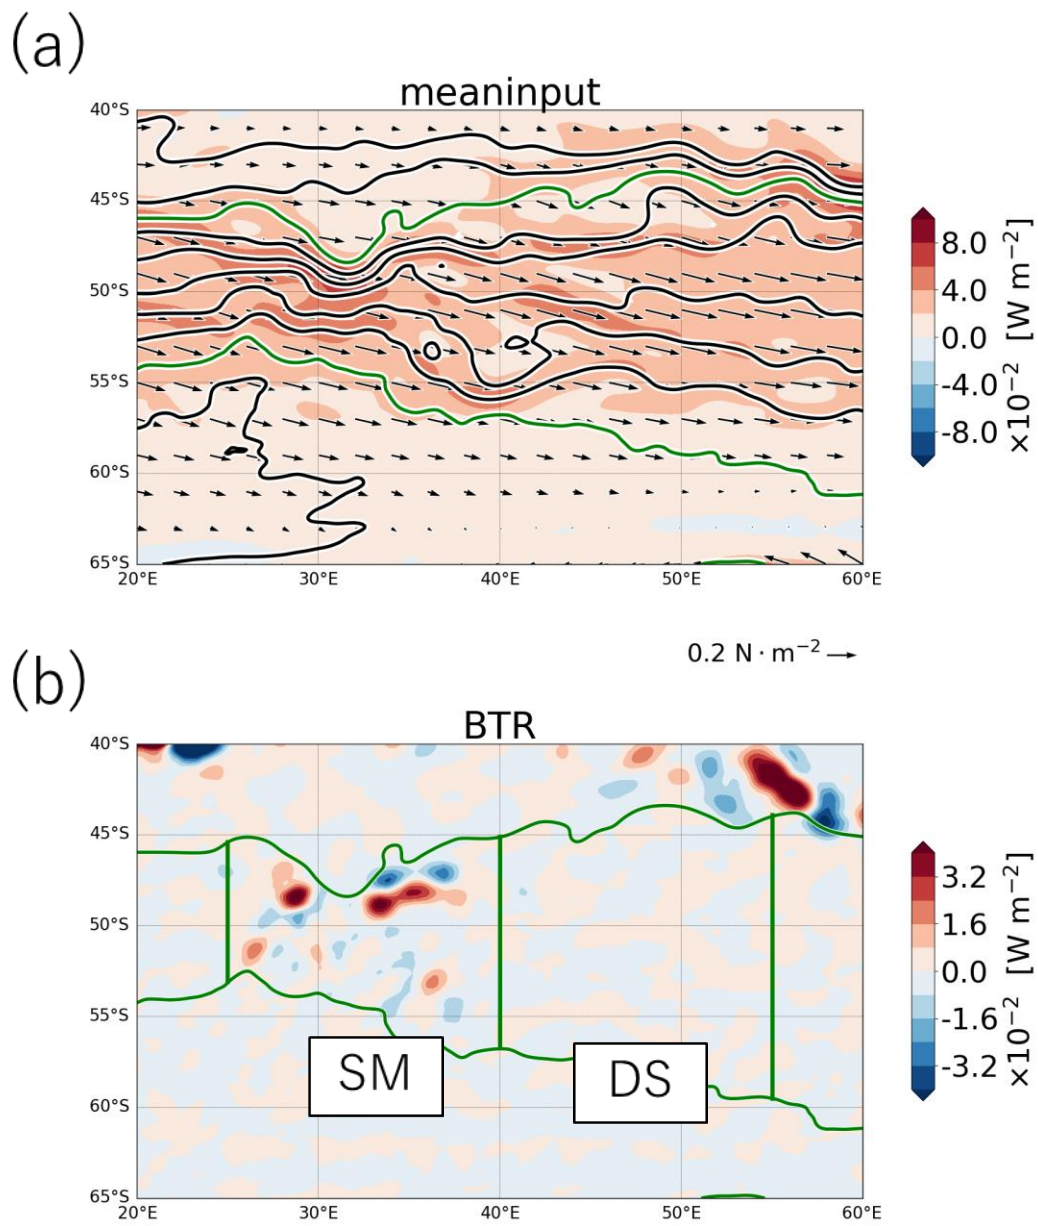 (a)
meaninput
40°S
45°S
50°S
55°S
60°S
65°S
20°E 30°E 40°E 50°E 60°E
8.0
4.0
0.0
-4.0
-8.0
×10⁻² [W m⁻²]
0.2 N · m⁻²
(b)
BTR
40°S
45°S
50°S
55°S
60°S
65°S
SM
DS
20°E 30°E 40°E 50°E 60°E
3.2
1.6
0.0
-1.6
-3.2
×10⁻² [W m⁻²]